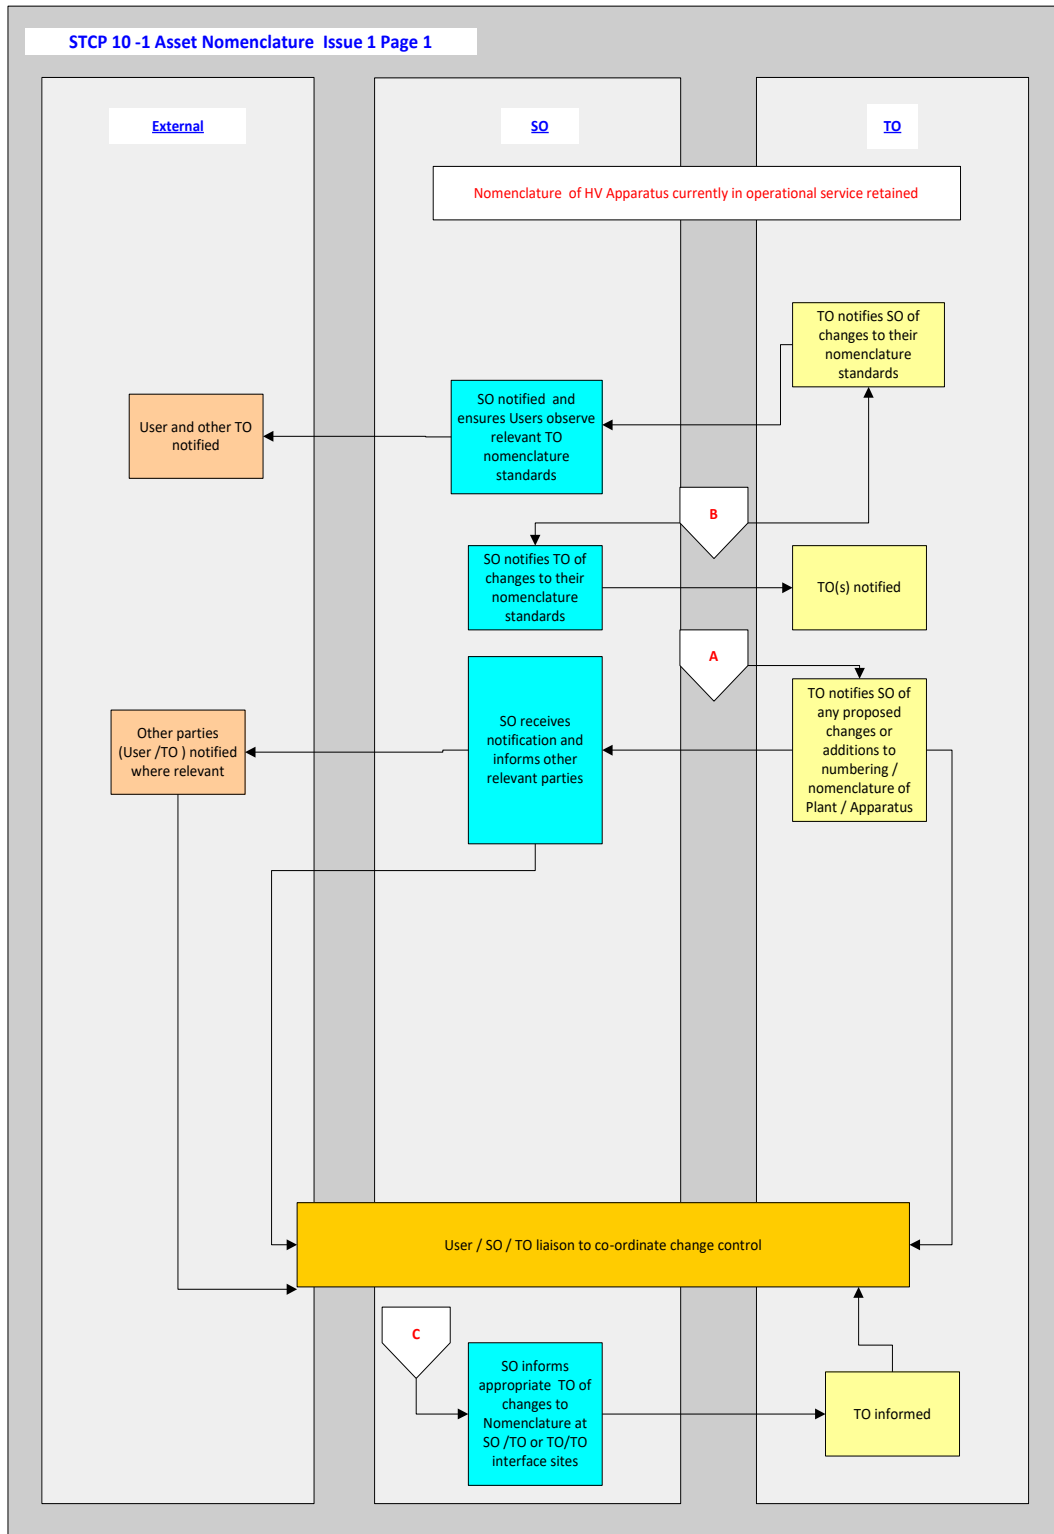 STCP 10 -1 Asset Nomenclature Issue 1 Page 1
External
SO
TO
Nomenclature of HV Apparatus currently in operational service retained
TO notifies SO of
changes to their
nomenclature
standards
SO notified and
ensures Users observe
relevant TO
nomenclature
standards
User and other TO
notified
B
SO notifies TO of
changes to their
nomenclature
standards
TO(s) notified
A
TO notifies SO of
any proposed
changes or
additions to
numbering /
nomenclature of
Plant / Apparatus
SO receives
notification and
informs other
relevant parties
Other parties
(User /TO ) notified
where relevant
User / SO / TO liaison to co-ordinate change control
C
SO informs
appropriate TO of
changes to
Nomenclature at
SO /TO or TO/TO
interface sites
TO informed